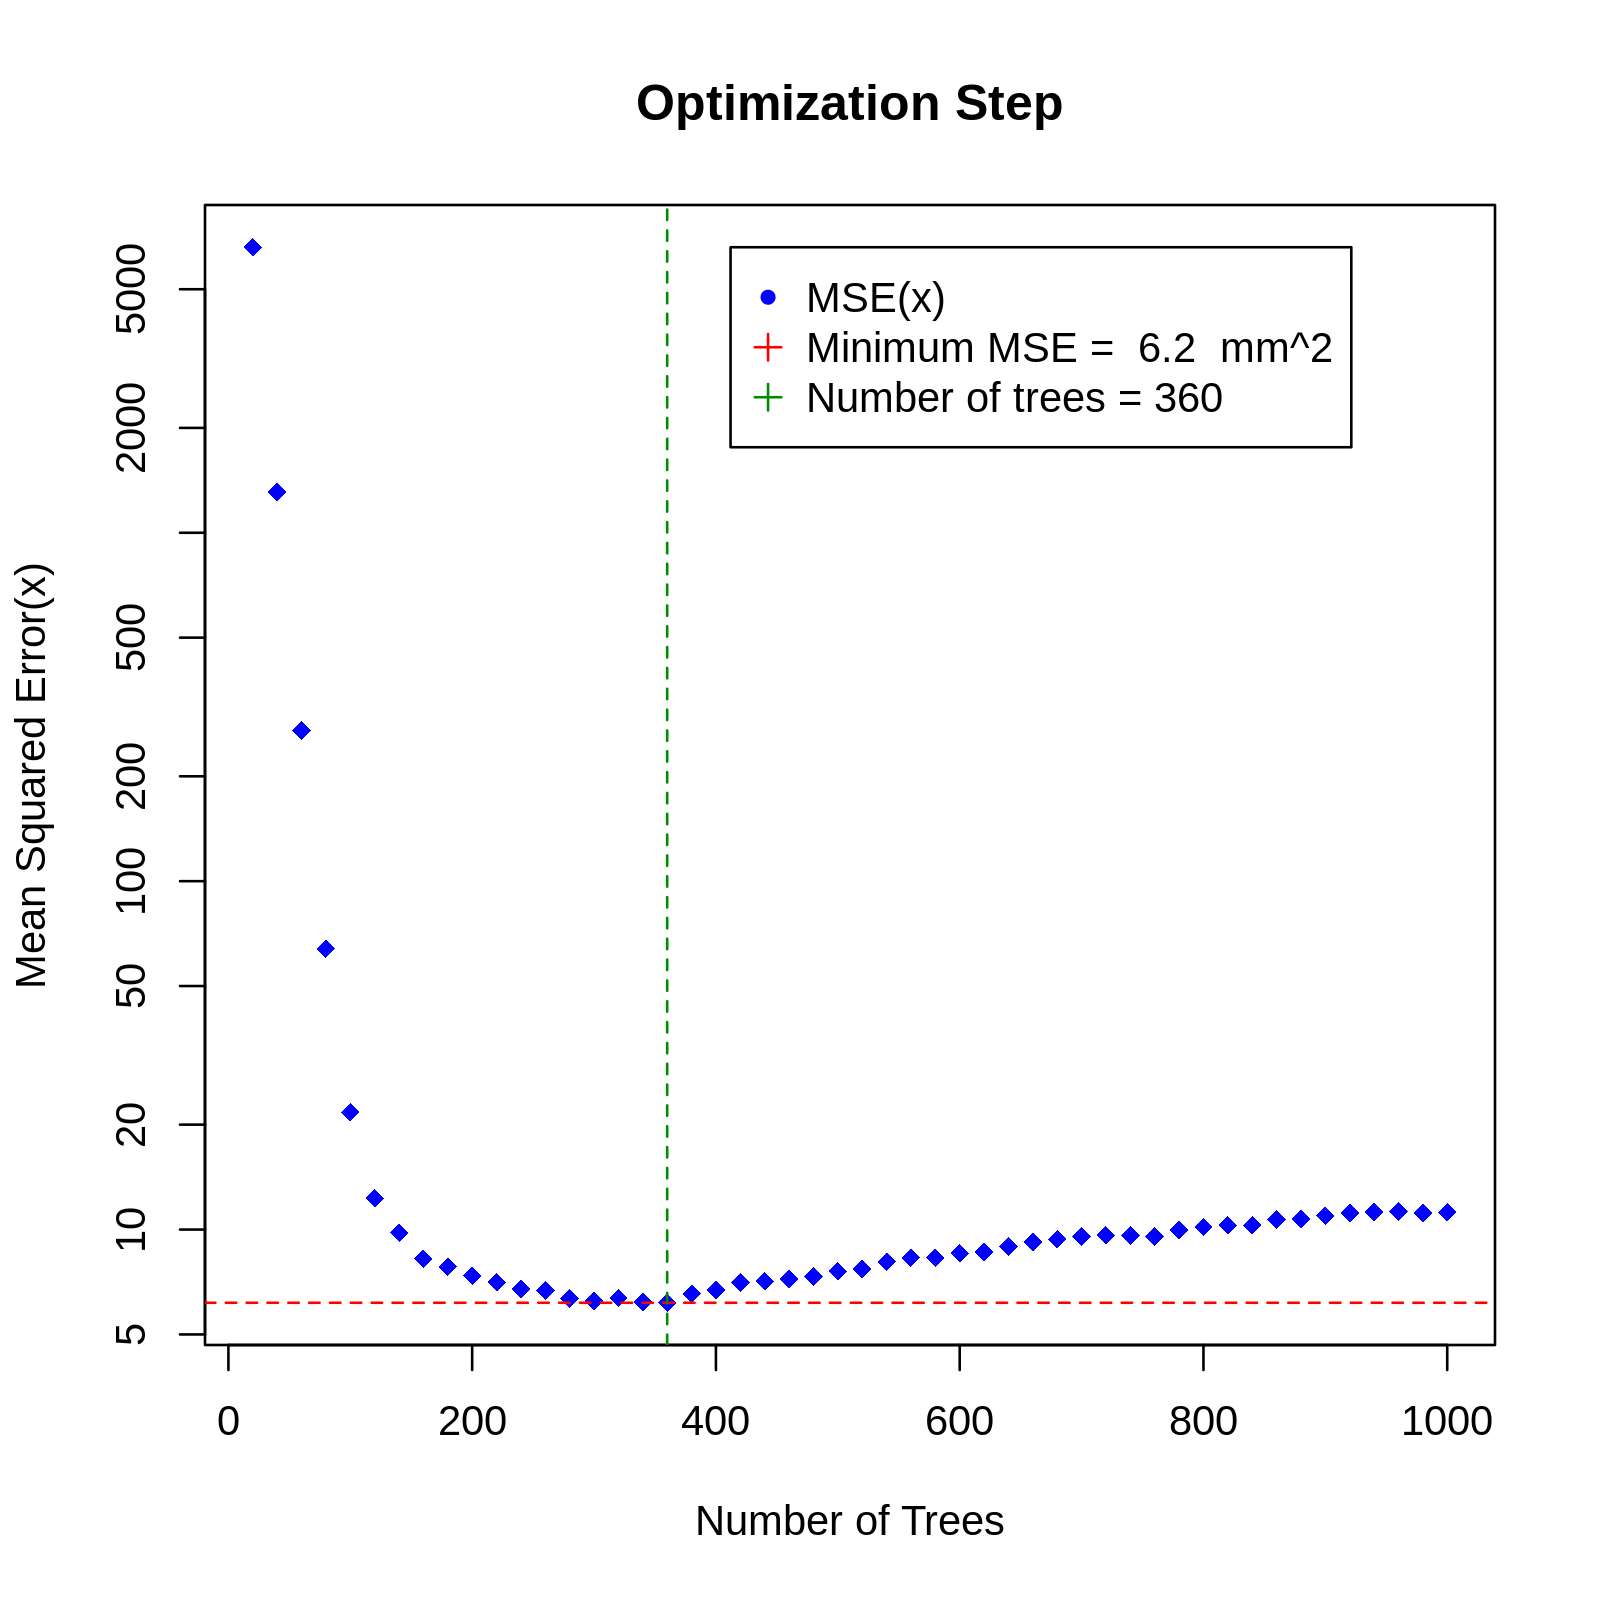 Optimization Step
MSE(x)
Minimum MSE =  6.2  mm^2
Number of trees = 360
Mean Squared Error(x)
5000
2000
500
200
100
50
20
10
5
0 200 400 600 800 1000
Number of Trees